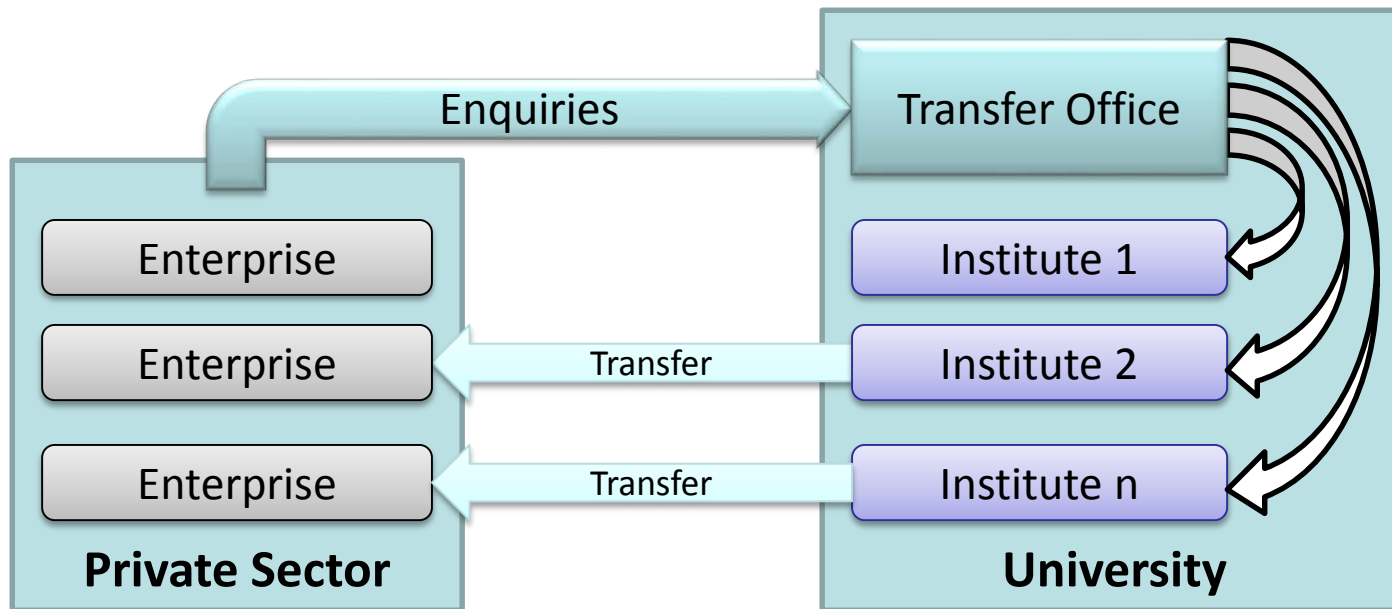 Enquiries
Transfer Office
Enterprise
Institute 1
Enterprise
Transfer
Institute 2
Enterprise
Transfer
Institute n
Private Sector
University